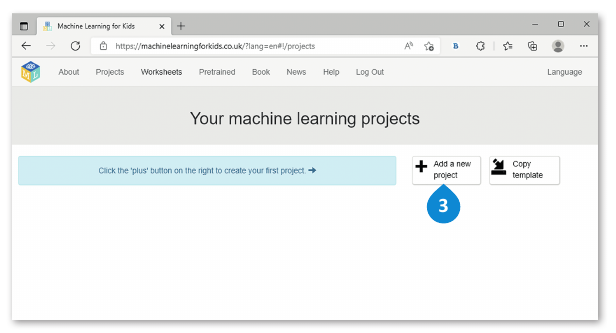 Machine Learning for Kids
https://machinelearningforkids.co.uk/?lang=en#!/projects
About Projects Worksheets Pretrained Book News Help Log Out Language
Your machine learning projects
Click the 'plus' button on the right to create your first project.
Add a new
project
Copy
template
3